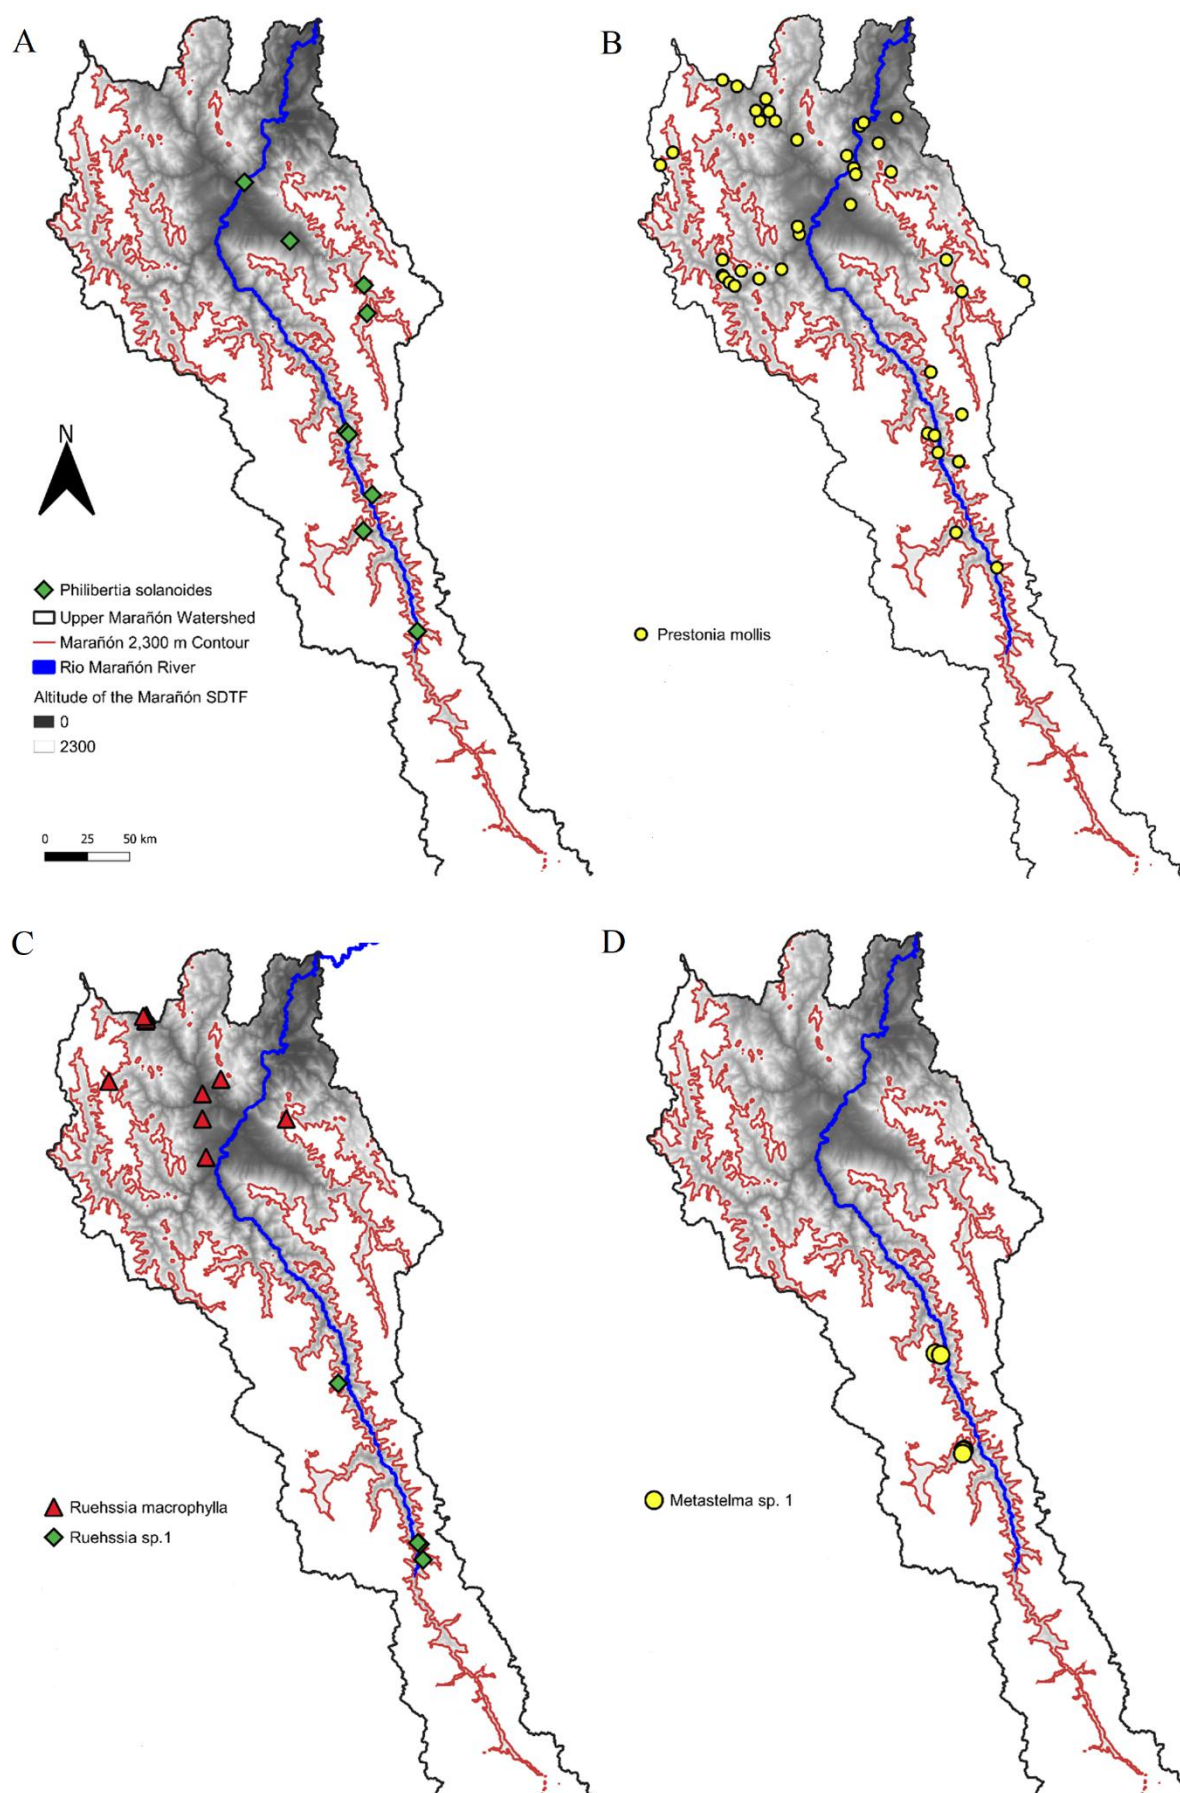 A
B
N
Philibertia solanoides
Upper Marañón Watershed
Marañón 2,300 m Contour
Rio Marañón River
Altitude of the Marañón SDTF
0
2300
0 25 50 km
Prestonia mollis
C
D
Ruehssia macrophylla
Ruehssia sp.1
Metastelma sp. 1